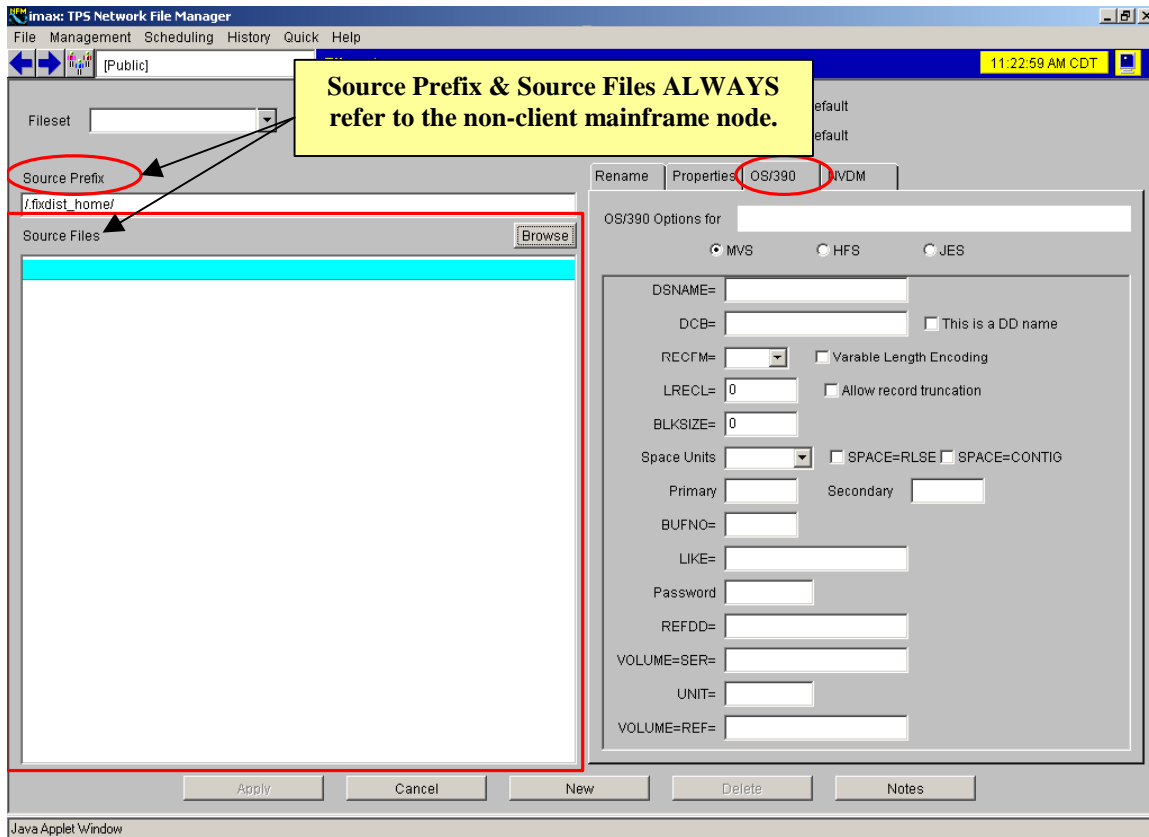 NFM imax: TPS Network File Manager
File Management Scheduling History Quick Help
[Public]
11:22:59 AM CDT
Source Prefix & Source Files ALWAYS
refer to the non-client mainframe node.
Fileset
efault
efault
Source Prefix
/.fixdist_home/
Source Files
Browse
Rename Properties OS/390 NVDM
OS/390 Options for
MVS HFS JES
DSNAME=
DCB= This is a DD name
RECFM= Varable Length Encoding
LRECL= 0 Allow record truncation
BLKSIZE= 0
Space Units SPACE=RLSE SPACE=CONTIG
Primary Secondary
BUFNO=
LIKE=
Password
REFDD=
VOLUME=SER=
UNIT=
VOLUME=REF=
Apply Cancel New Delete Notes
Java Applet Window